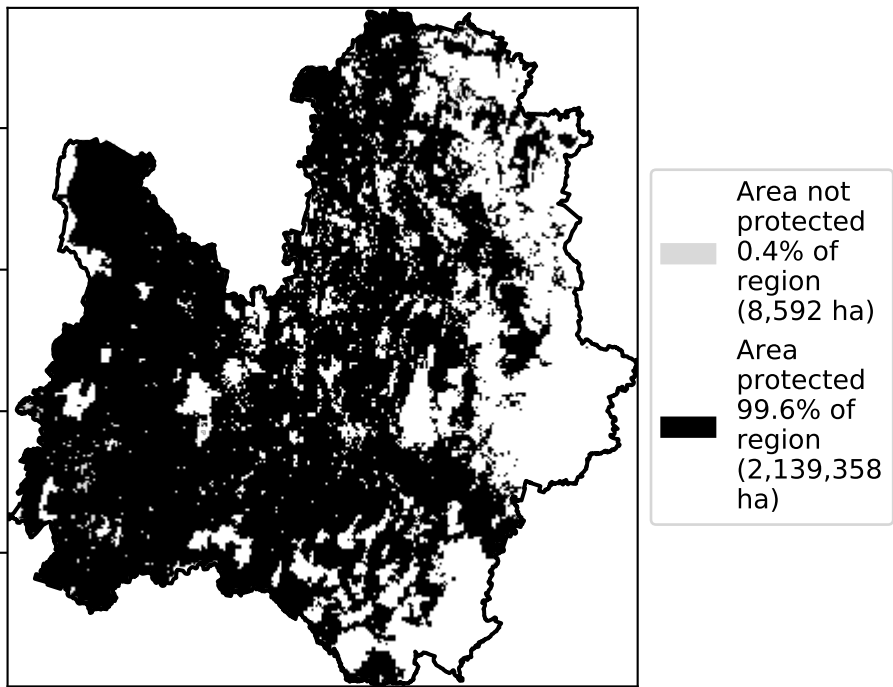 Area not
protected
0.4% of
region
(8,592 ha)
Area
protected
99.6% of
region
(2,139,358
ha)